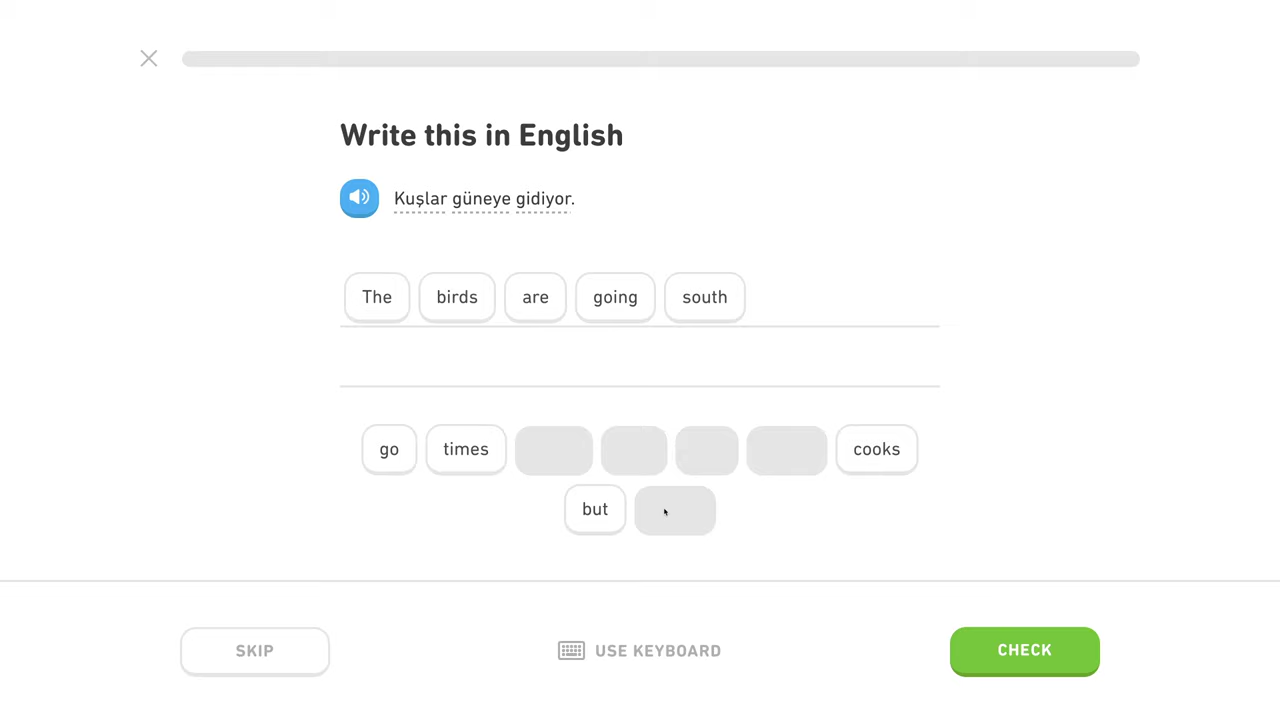 Write this in English
Kuşlar güneye gidiyor.
The birds are going south
go times cooks
but
SKIP USE KEYBOARD CHECK